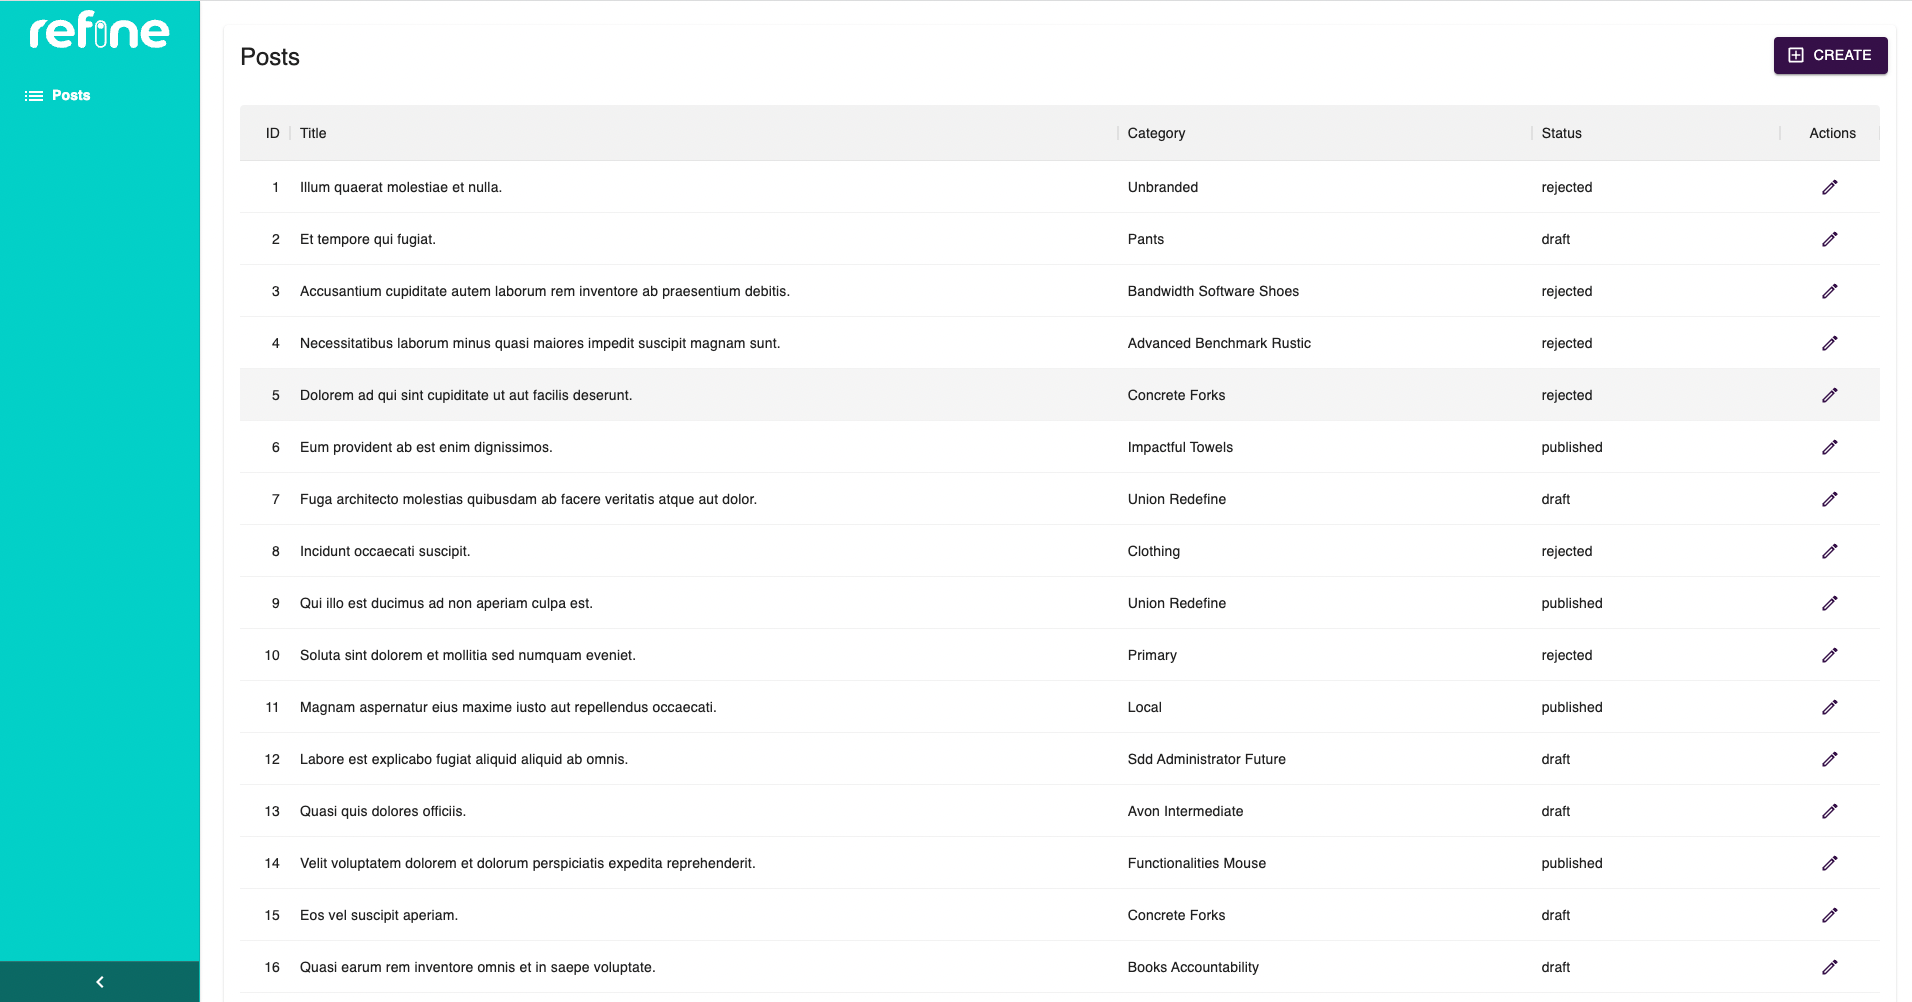 refine
Posts
Posts
CREATE
ID Title Category Status Actions
1 Illum quaerat molestiae et nulla. Unbranded rejected
2 Et tempore qui fugiat. Pants draft
3 Accusantium cupiditate autem laborum rem inventore ab praesentium debitis. Bandwidth Software Shoes rejected
4 Necessitatibus laborum minus quasi maiores impedit suscipit magnam sunt. Advanced Benchmark Rustic rejected
5 Dolorem ad qui sint cupiditate ut aut facilis deserunt. Concrete Forks rejected
6 Eum provident ab est enim dignissimos. Impactful Towels published
7 Fuga architecto molestias quibusdam ab facere veritatis atque aut dolor. Union Redefine draft
8 Incidunt occaecati suscipit. Clothing rejected
9 Qui illo est ducimus ad non aperiam culpa est. Union Redefine published
10 Soluta sint dolorem et mollitia sed numquam eveniet. Primary rejected
11 Magnam aspernatur eius maxime iusto aut repellendus occaecati. Local published
12 Labore est explicabo fugiat aliquid aliquid ab omnis. Sdd Administrator Future draft
13 Quasi quis dolores officiis. Avon Intermediate draft
14 Velit voluptatem dolorem et dolorum perspiciatis expedita reprehenderit. Functionalities Mouse published
15 Eos vel suscipit aperiam. Concrete Forks draft
16 Quasi earum rem inventore omnis et in saepe voluptate. Books Accountability draft